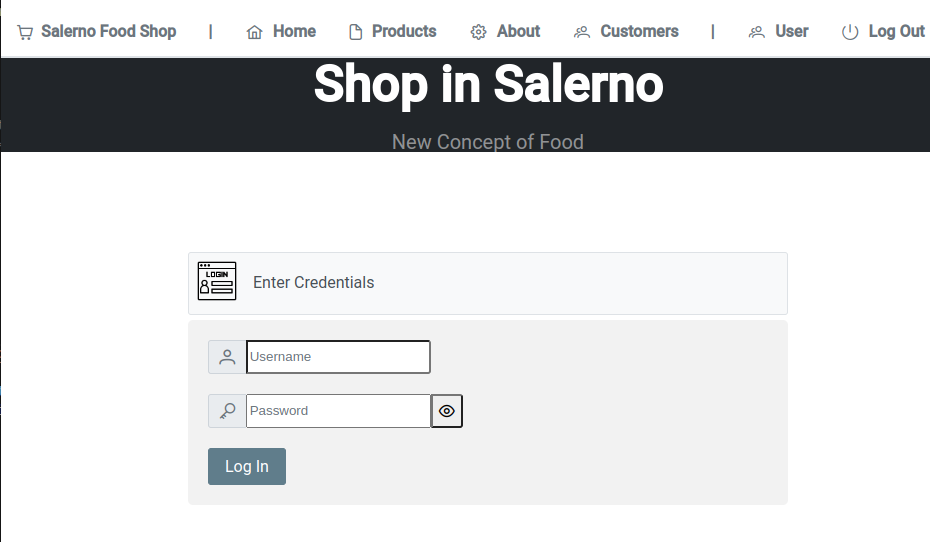 Salerno Food Shop | Home Products About Customers | User Log Out
Shop in Salerno
New Concept of Food
LOGIN
Enter Credentials
Username
Password
Log In